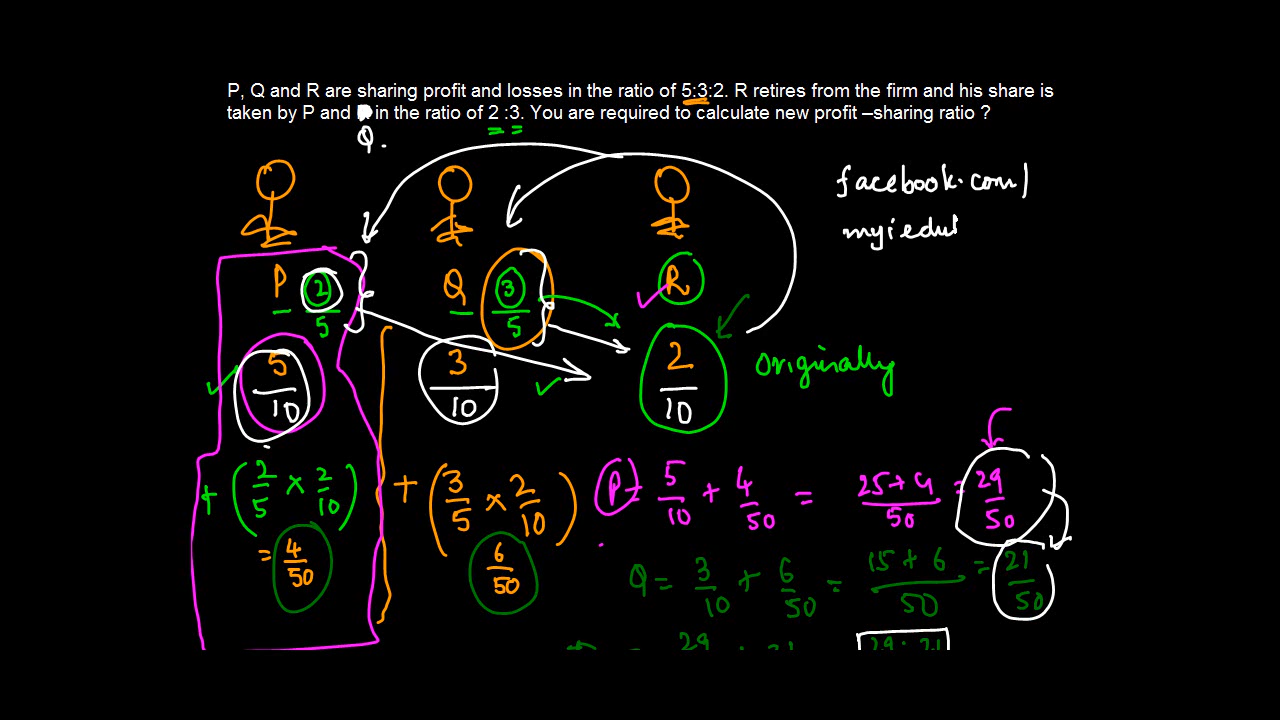 P, Q and R are sharing profit and losses in the ratio of 5:3:2. R retires from the firm and his share is
taken by P and in the ratio of 2 :3. You are required to calculate new profit –sharing ratio ?
Q.
= =
facebook.com/
myiedu
P 2/5 Q 3/5 R
5/10 3/10 2/10 originally
+ (2/5 × 2/10) + (3/5 × 2/10) P = 5/10 + 4/50 = 25+4/50 = 29/50
= 4/50 6/50
Q = 3/10 + 6/50 = 15+6/50 = 21/50
= 29 : 21 29:21